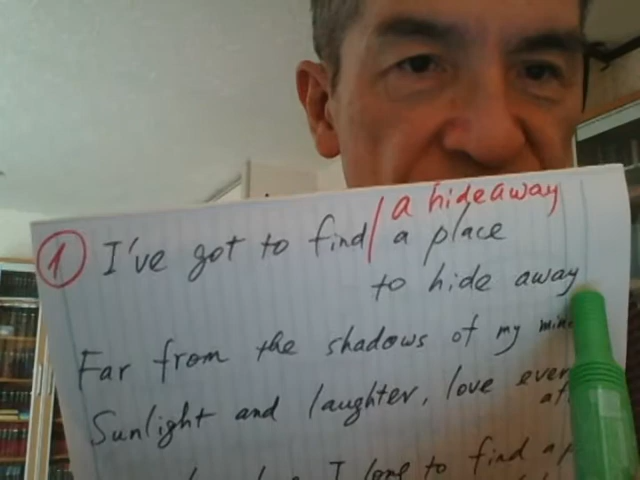 a hideaway
1 I've got to find / a place
to hide away
Far from the shadows of my
Sunlight and laughter, love ever
I long to find a